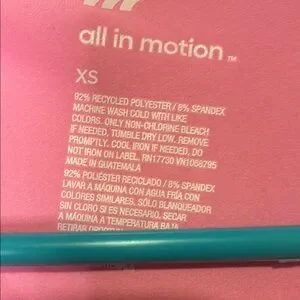 all in motion™
XS
92% RECYCLED POLYESTER / 8% SPANDEX
MACHINE WASH COLD WITH LIKE
COLORS. ONLY NON-CHLORINE BLEACH
IF NEEDED, TUMBLE DRY LOW. REMOVE
PROMPTLY. COOL IRON IF NEEDED. DO
NOT IRON ON LABEL. RN17730 VN1058795
MADE IN GUATEMALA
92% POLIÉSTER RECICLADO / 8% SPANDEX
LAVAR A MÁQUINA CON AGUA FRÍA CON
COLORES SIMILARES. SÓLO BLANQUEADOR
SIN CLORO SI ES NECESARIO. SECAR
A MÁQUINA A TEMPERATURA BAJA
RETIRAR